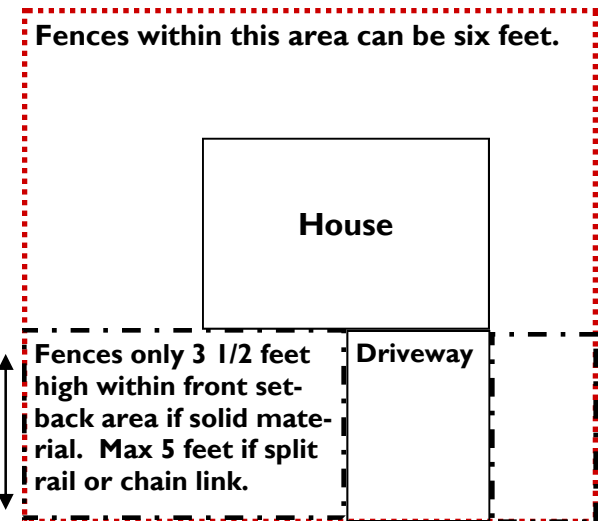 Fences within this area can be six feet.
House
Fences only 3 1/2 feet
high within front set-
back area if solid mate-
rial.  Max 5 feet if split
rail or chain link.
Driveway